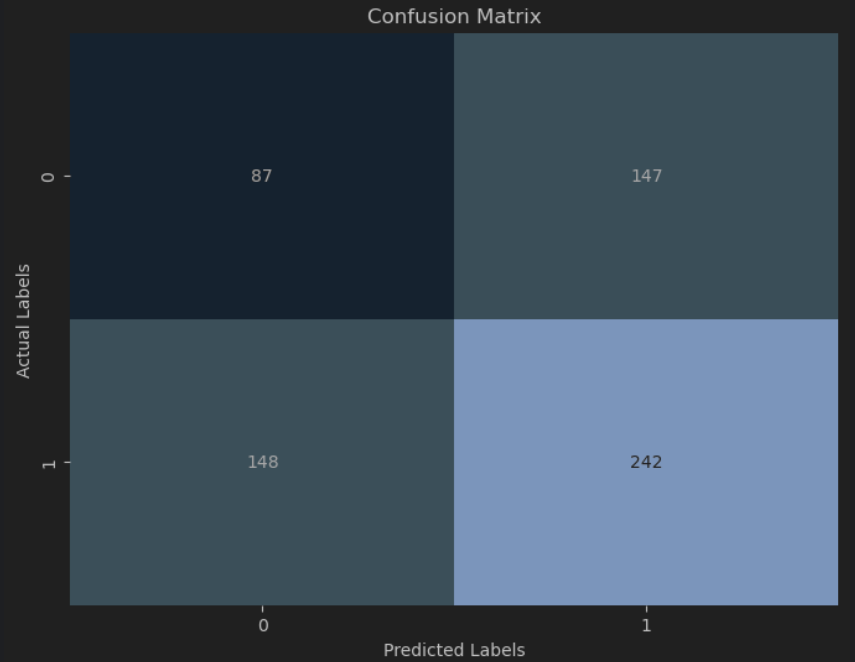 Confusion Matrix
Actual Labels
0
87
147
1
148
242
0
1
Predicted Labels